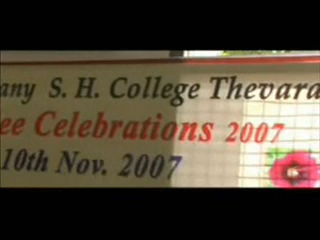 any S. H. College Thevara
ee Celebrations 2007
10th Nov. 2007